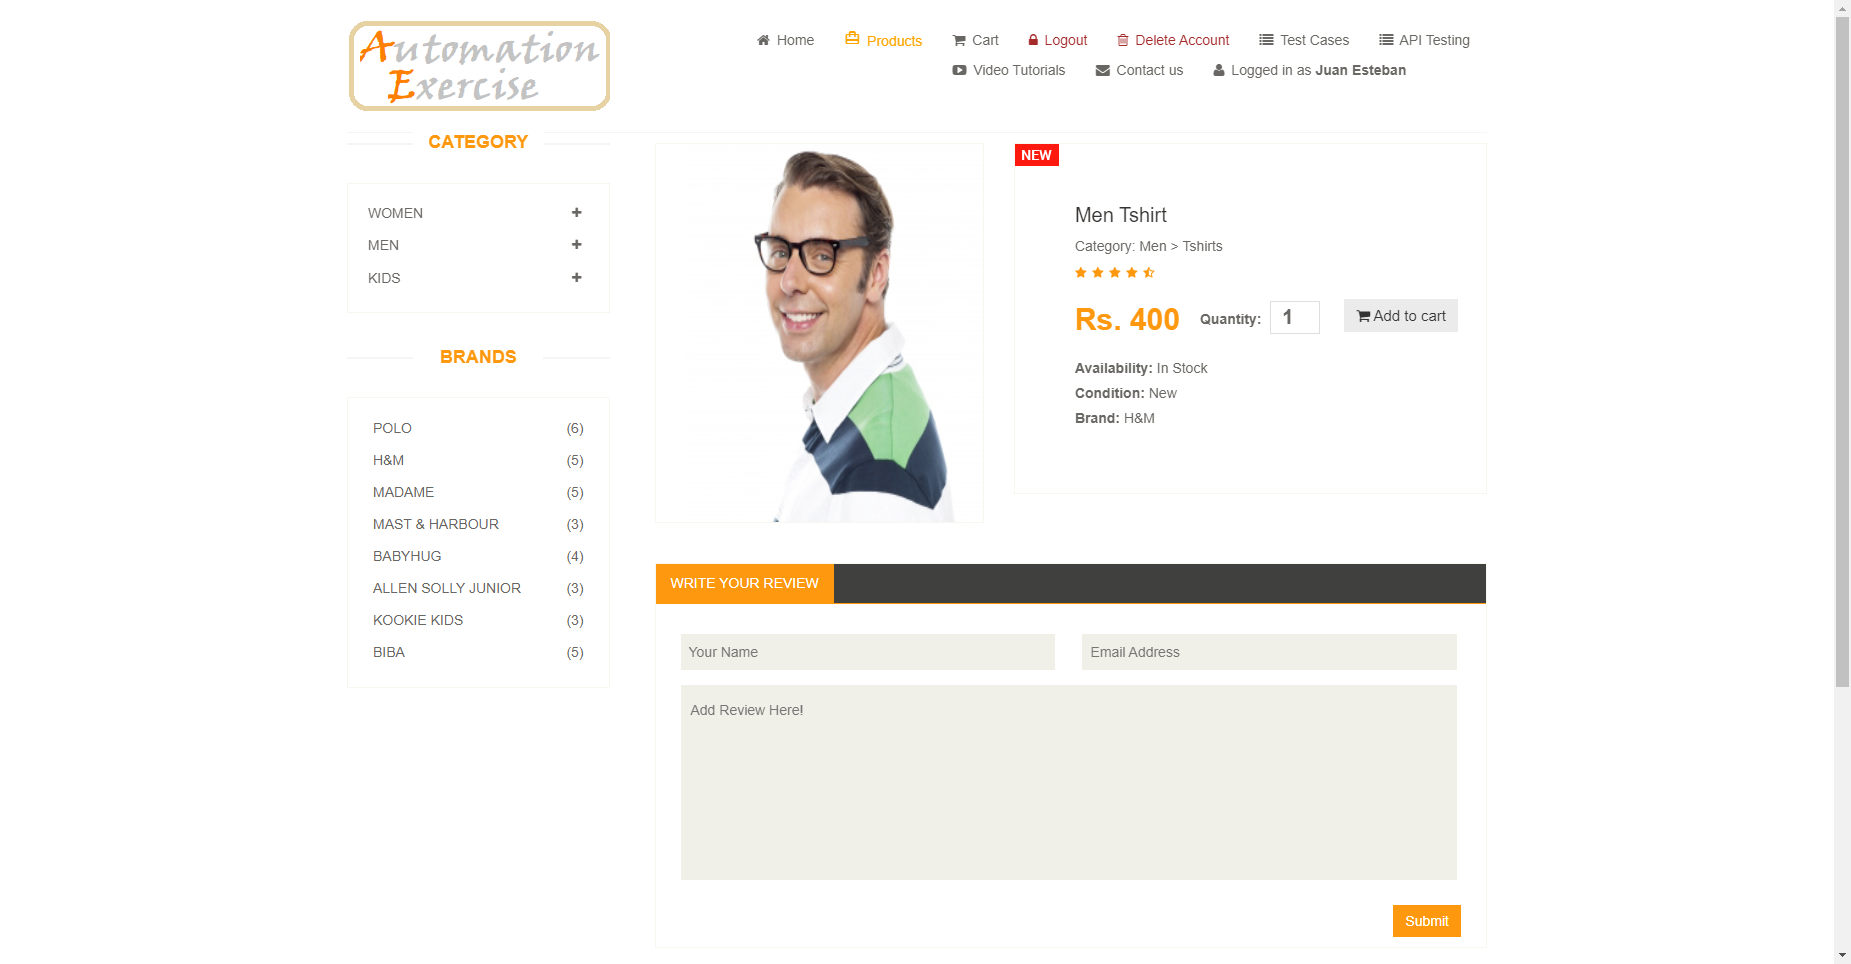 Automation
Exercise
Home Products Cart Logout Delete Account Test Cases API Testing
Video Tutorials Contact us Logged in as Juan Esteban
CATEGORY
WOMEN
MEN
KIDS
BRANDS
POLO (6)
H&M (5)
MADAME (5)
MAST & HARBOUR (3)
BABYHUG (4)
ALLEN SOLLY JUNIOR (3)
KOOKIE KIDS (3)
BIBA (5)
NEW
Men Tshirt
Category: Men > Tshirts
Rs. 400 Quantity: 1 Add to cart
Availability: In Stock
Condition: New
Brand: H&M
WRITE YOUR REVIEW
Your Name Email Address
Add Review Here!
Submit